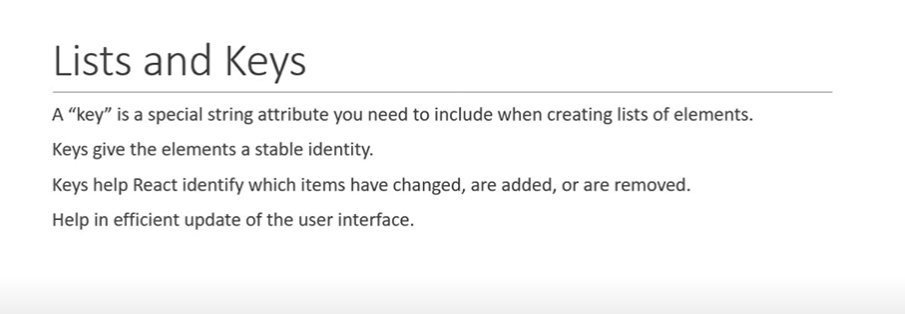 Lists and Keys
A “key” is a special string attribute you need to include when creating lists of elements.
Keys give the elements a stable identity.
Keys help React identify which items have changed, are added, or are removed.
Help in efficient update of the user interface.